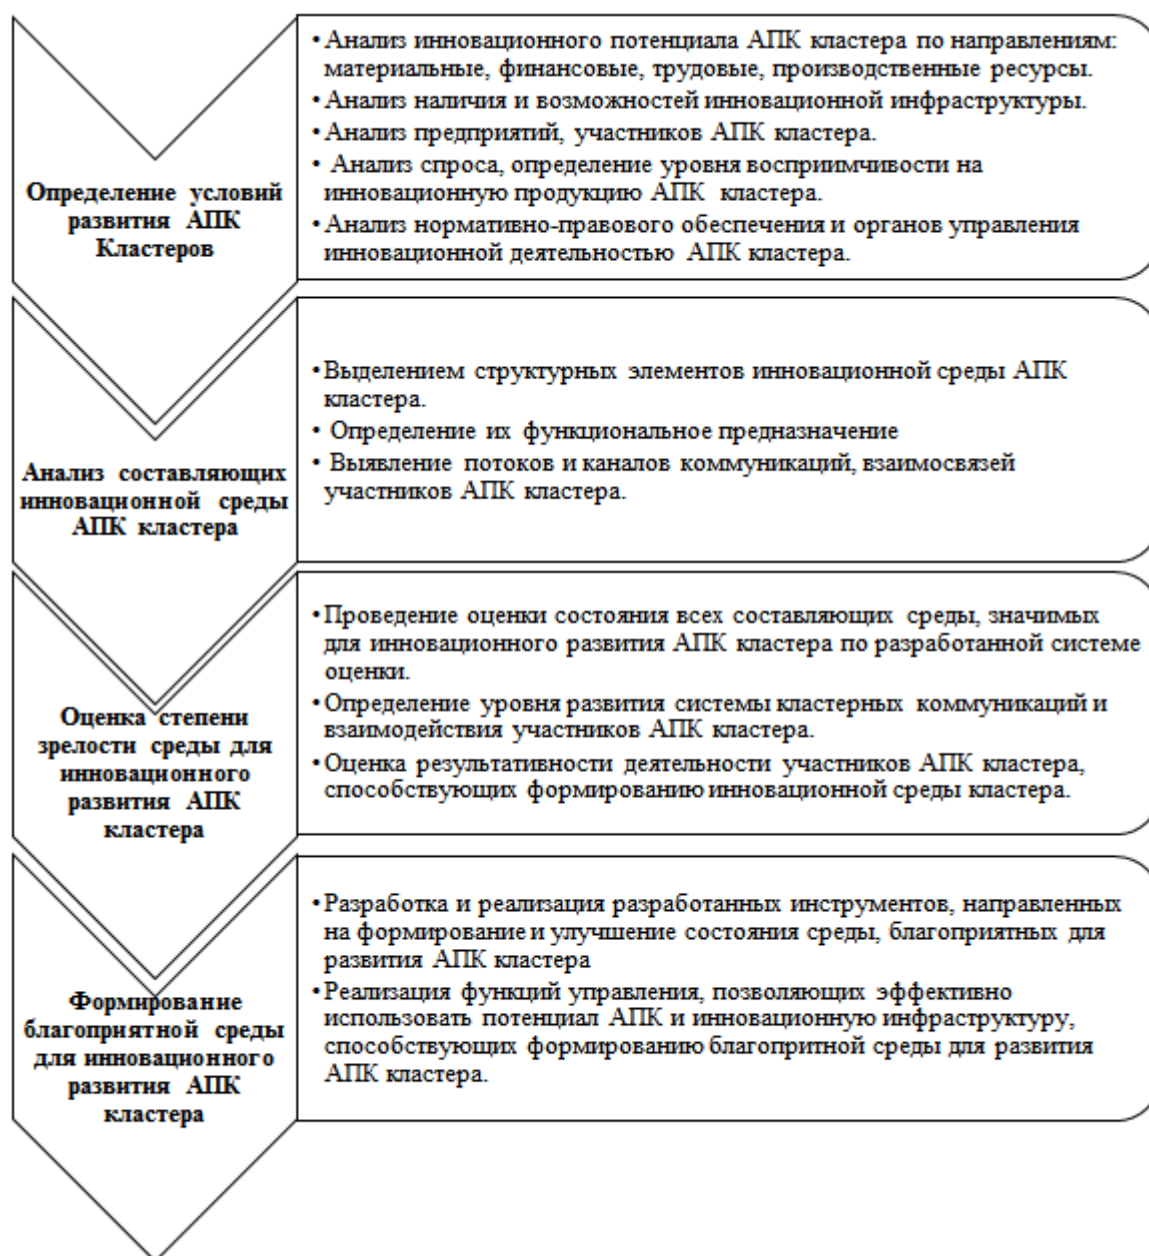 Определение условий
развития АПК
Кластеров
• Анализ инновационного потенциала АПК кластера по направлениям:
материальные, финансовые, трудовые, производственные ресурсы.
• Анализ наличия и возможностей инновационной инфраструктуры.
• Анализ предприятий, участников АПК кластера.
• Анализ спроса, определение уровня восприимчивости на
инновационную продукцию АПК кластера.
• Анализ нормативно-правового обеспечения и органов управления
инновационной деятельностью АПК кластера.
Анализ составляющих
инновационной среды
АПК кластера
• Выделением структурных элементов инновационной среды АПК
кластера.
• Определение их функциональное предназначение
• Выявление потоков и каналов коммуникаций, взаимосвязей
участников АПК кластера.
Оценка степени
зрелости среды для
инновационного
развития АПК
кластера
• Проведение оценки состояния всех составляющих среды, значимых
для инновационного развития АПК кластера по разработанной системе
оценки.
• Определение уровня развития системы кластерных коммуникаций и
взаимодействия участников АПК кластера.
• Оценка результативности деятельности участников АПК кластера,
способствующих формированию инновационной среды кластера.
Формирование
благоприятной среды
для инновационного
развития АПК
кластера
• Разработка и реализация разработанных инструментов, направленных
на формирование и улучшение состояния среды, благоприятных для
развития АПК кластера
• Реализация функций управления, позволяющих эффективно
использовать потенциал АПК и инновационную инфраструктуру,
способствующих формированию благопритной среды для развития
АПК кластера.